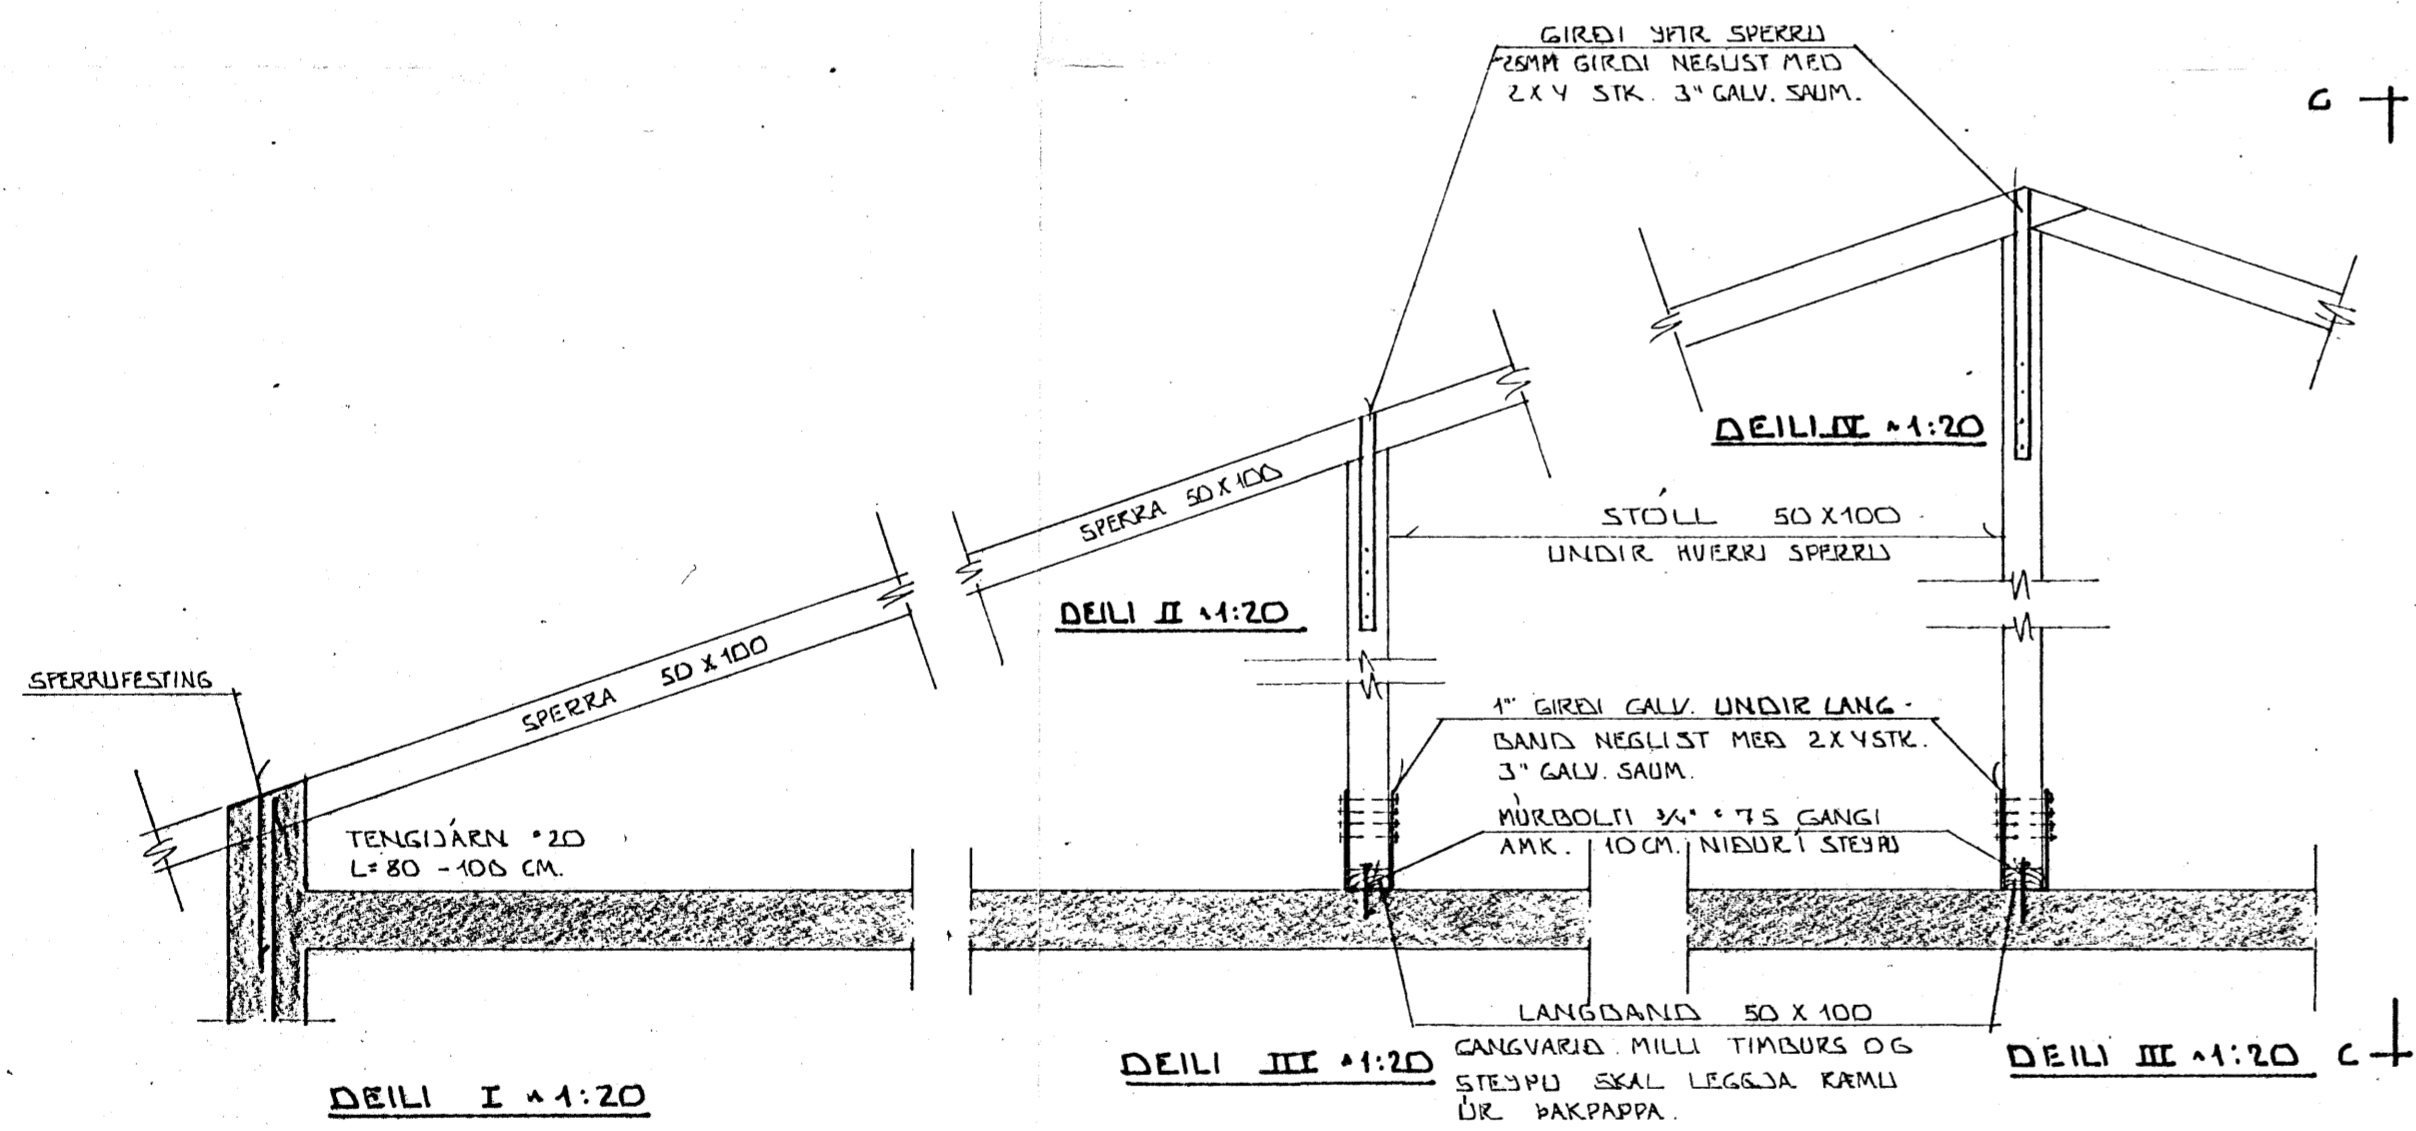 GIRÐI YFIR SPERRU
25MM GIRDI NEGLIST MED
2 X 4 STK. 3" GALV. SAUM.
C
DEILI IV 1:20
SPERRA 50 X 100
STÓLL 50 X 100
UNDIR HVERRI SPERRU
DEILI II 1:20
SPERRA 50 X 100
SPERRUFESTING
1" GIRÐI GALV. UNDIR LANG-
BAND NEGLIST MEÐ 2 X 4 STK.
3" GALV. SAUM.
MÚRBOLTI 3/4" C 75 GANGI
AMK. 10 CM. NIÐUR Í STEYPU
TENGIJÁRN 20
L = 80 - 100 CM.
LANGBAND 50 X 100
GANGVARIÐ. MILLI TIMBURS OG
STEYPU SKAL LEGGJA RÆMU
ÚR ÞAKPAPPA.
DEILI III 1:20
DEILI III 1:20
C
DEILI I 1:20